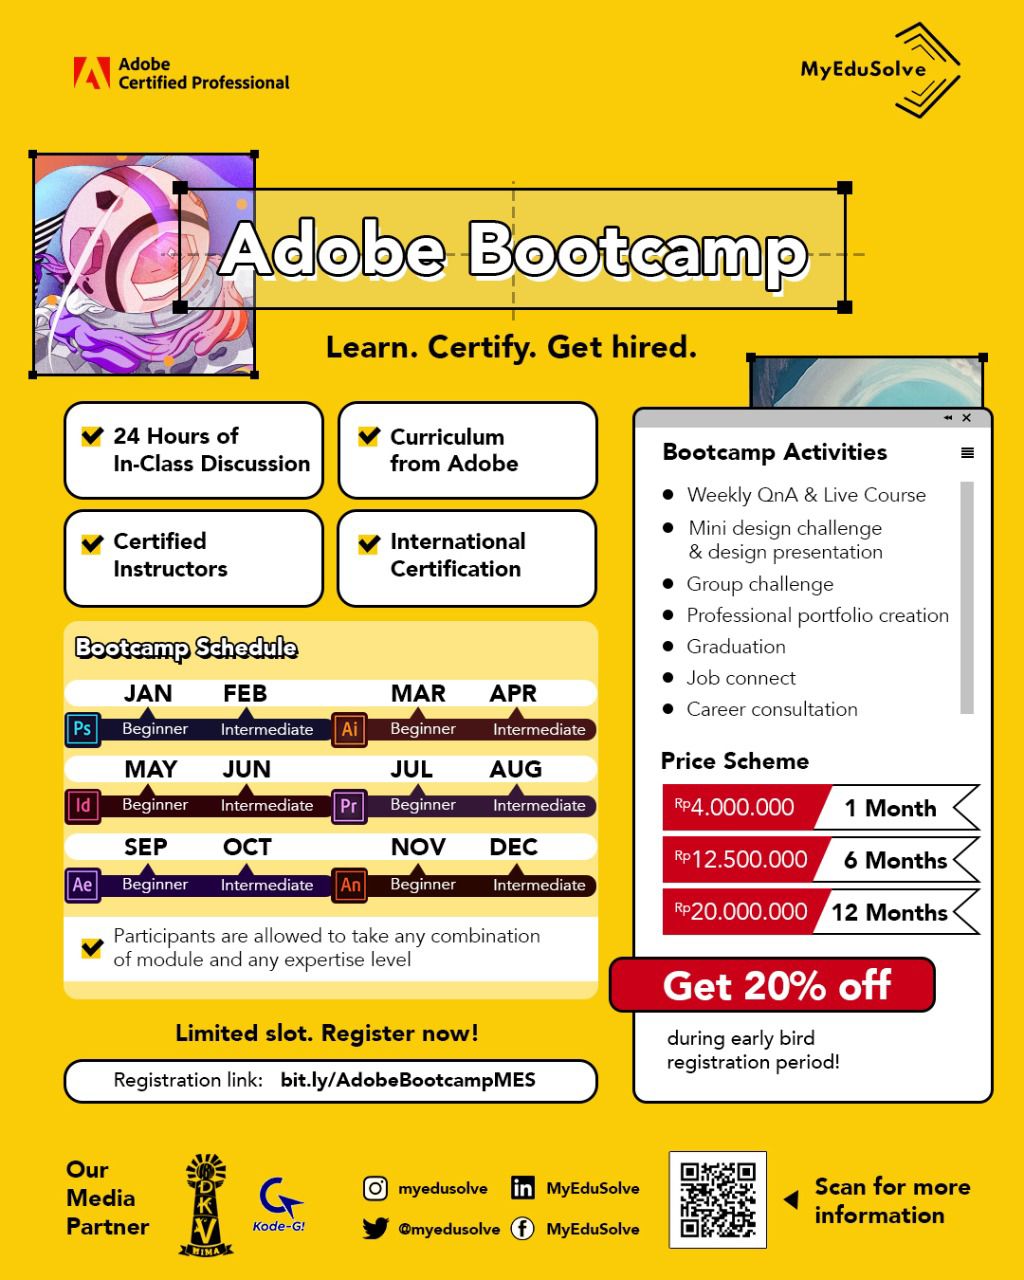 Adobe
Certified Professional
MyEduSolve
Adobe Bootcamp
Learn. Certify. Get hired.
24 Hours of
In-Class Discussion
Curriculum
from Adobe
Certified
Instructors
International
Certification
Bootcamp Schedule
JAN FEB MAR APR
Ps Beginner Intermediate Ai Beginner Intermediate
MAY JUN JUL AUG
Id Beginner Intermediate Pr Beginner Intermediate
SEP OCT NOV DEC
Ae Beginner Intermediate An Beginner Intermediate
Participants are allowed to take any combination
of module and any expertise level
Limited slot. Register now!
Registration link: bit.ly/AdobeBootcampMES
Bootcamp Activities
Weekly QnA & Live Course
Mini design challenge
& design presentation
Group challenge
Professional portfolio creation
Graduation
Job connect
Career consultation
Price Scheme
Rp4.000.000 1 Month
Rp12.500.000 6 Months
Rp20.000.000 12 Months
Get 20% off
during early bird
registration period!
Our
Media
Partner
DKV
HIMA
Kode-G!
myedusolve
MyEduSolve
@myedusolve
MyEduSolve
Scan for more
information